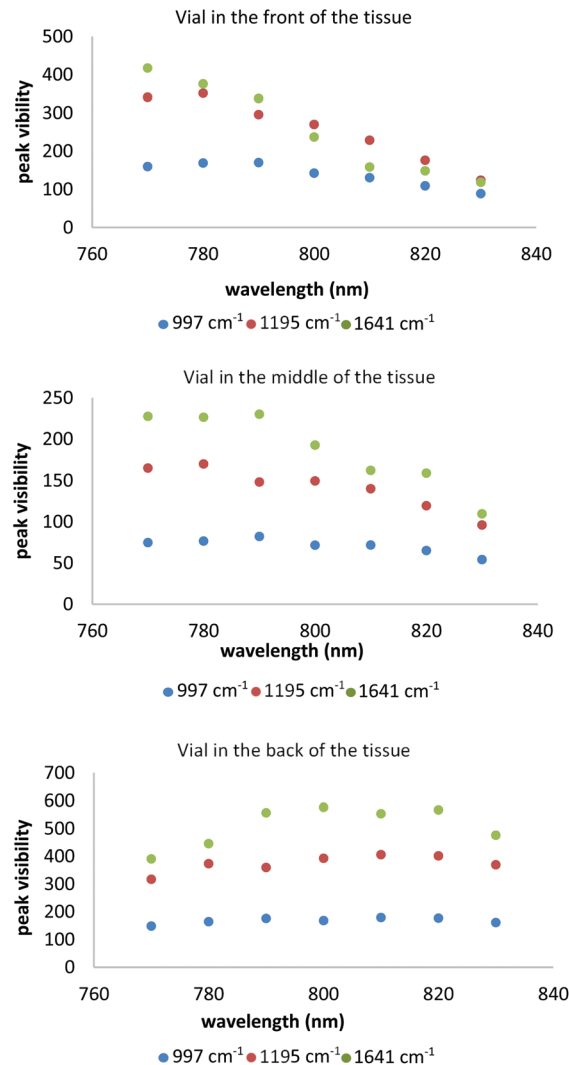 Vial in the front of the tissue
500
400
300
200
100
0
peak vibility
760 780 800 820 840
wavelength (nm)
997 cm⁻¹ 1195 cm⁻¹ 1641 cm⁻¹
Vial in the middle of the tissue
250
200
150
100
50
0
peak visibility
760 780 800 820 840
wavelength (nm)
997 cm⁻¹ 1195 cm⁻¹ 1641 cm⁻¹
Vial in the back of the tissue
700
600
500
400
300
200
100
0
peak visibility
760 780 800 820 840
wavelength (nm)
997 cm⁻¹ 1195 cm⁻¹ 1641 cm⁻¹